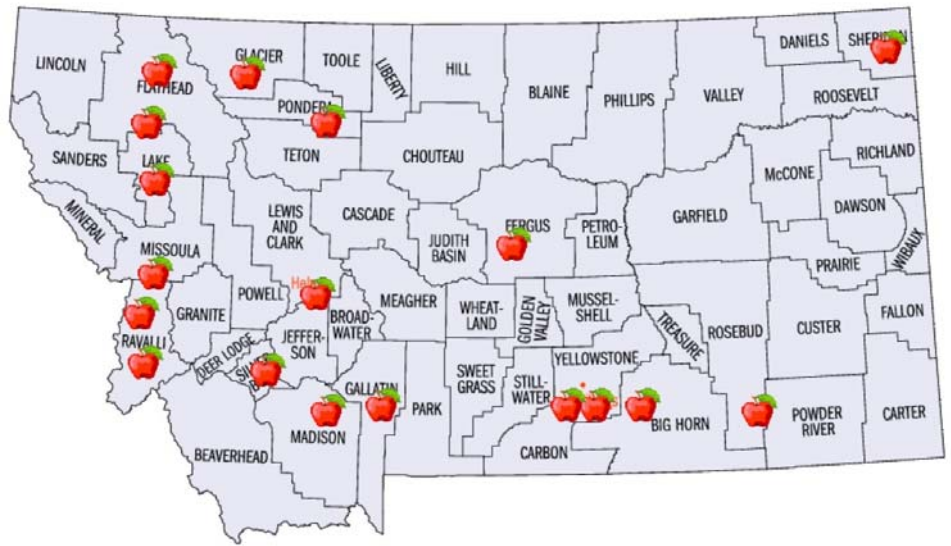 LINCOLN
FLATHEAD
GLACIER
TOOLE
LIBERTY
HILL
BLAINE
PHILLIPS
VALLEY
DANIELS
SHERIDAN
ROOSEVELT
PONDERA
TETON
CHOUTEAU
SANDERS
LAKE
RICHLAND
McCONE
DAWSON
GARFIELD
WIBAUX
PRAIRIE
MINERAL
MISSOULA
LEWIS
AND
CLARK
CASCADE
JUDITH
BASIN
FERGUS
PETRO-
LEUM
POWELL
GRANITE
RAVALLI
DEER LODGE
JEFFER-
SON
BROAD-
WATER
MEAGHER
WHEAT-
LAND
GOLDEN
VALLEY
MUSSEL-
SHELL
TREASURE
ROSEBUD
CUSTER
FALLON
GALLATIN
PARK
SWEET
GRASS
STILL-
WATER
YELLOWSTONE
BIG HORN
POWDER
RIVER
CARTER
MADISON
BEAVERHEAD
CARBON